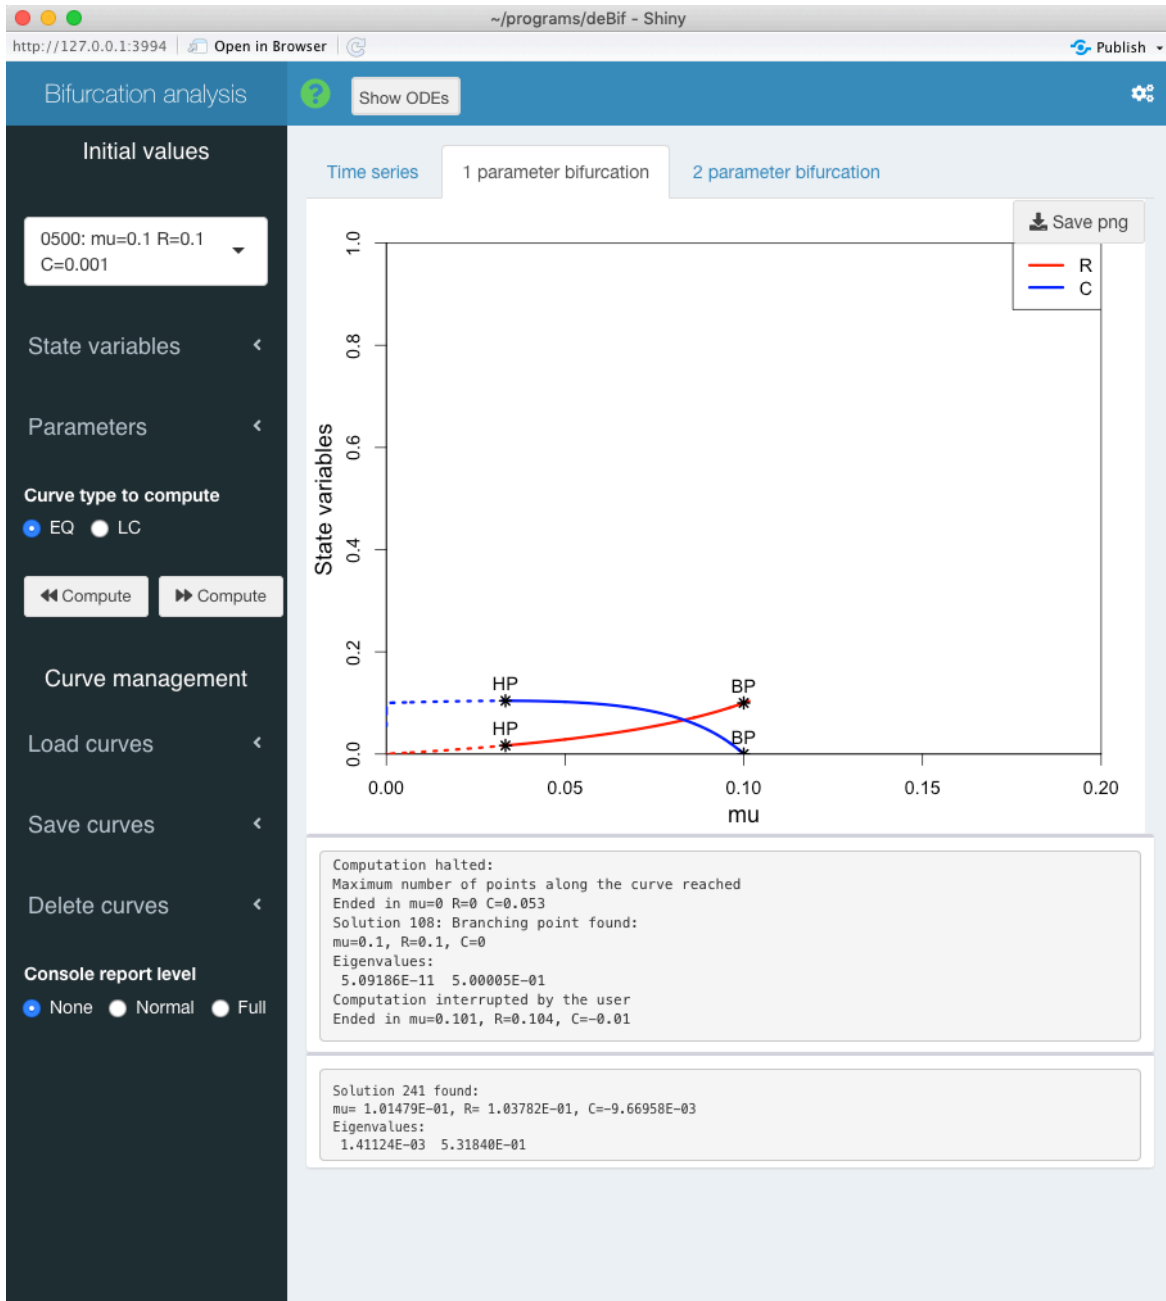 ~/programs/deBif - Shiny
http://127.0.0.1:3994 Open in Browser Publish
Bifurcation analysis
? Show ODEs
Initial values
0500: mu=0.1 R=0.1
C=0.001
State variables
Parameters
Curve type to compute
EQ LC
Compute Compute
Curve management
Load curves
Save curves
Delete curves
Console report level
None Normal Full
Time series 1 parameter bifurcation 2 parameter bifurcation
Save png
R
C
State variables
1.0
0.8
0.6
0.4
0.2
0.0
HP
HP
BP
BP
0.00 0.05 0.10 0.15 0.20
mu
Computation halted:
Maximum number of points along the curve reached
Ended in mu=0 R=0 C=0.053
Solution 108: Branching point found:
mu=0.1, R=0.1, C=0
Eigenvalues:
5.09186E-11 5.00005E-01
Computation interrupted by the user
Ended in mu=0.101, R=0.104, C=-0.01
Solution 241 found:
mu= 1.01479E-01, R= 1.03782E-01, C=-9.66958E-03
Eigenvalues:
1.41124E-03 5.31840E-01